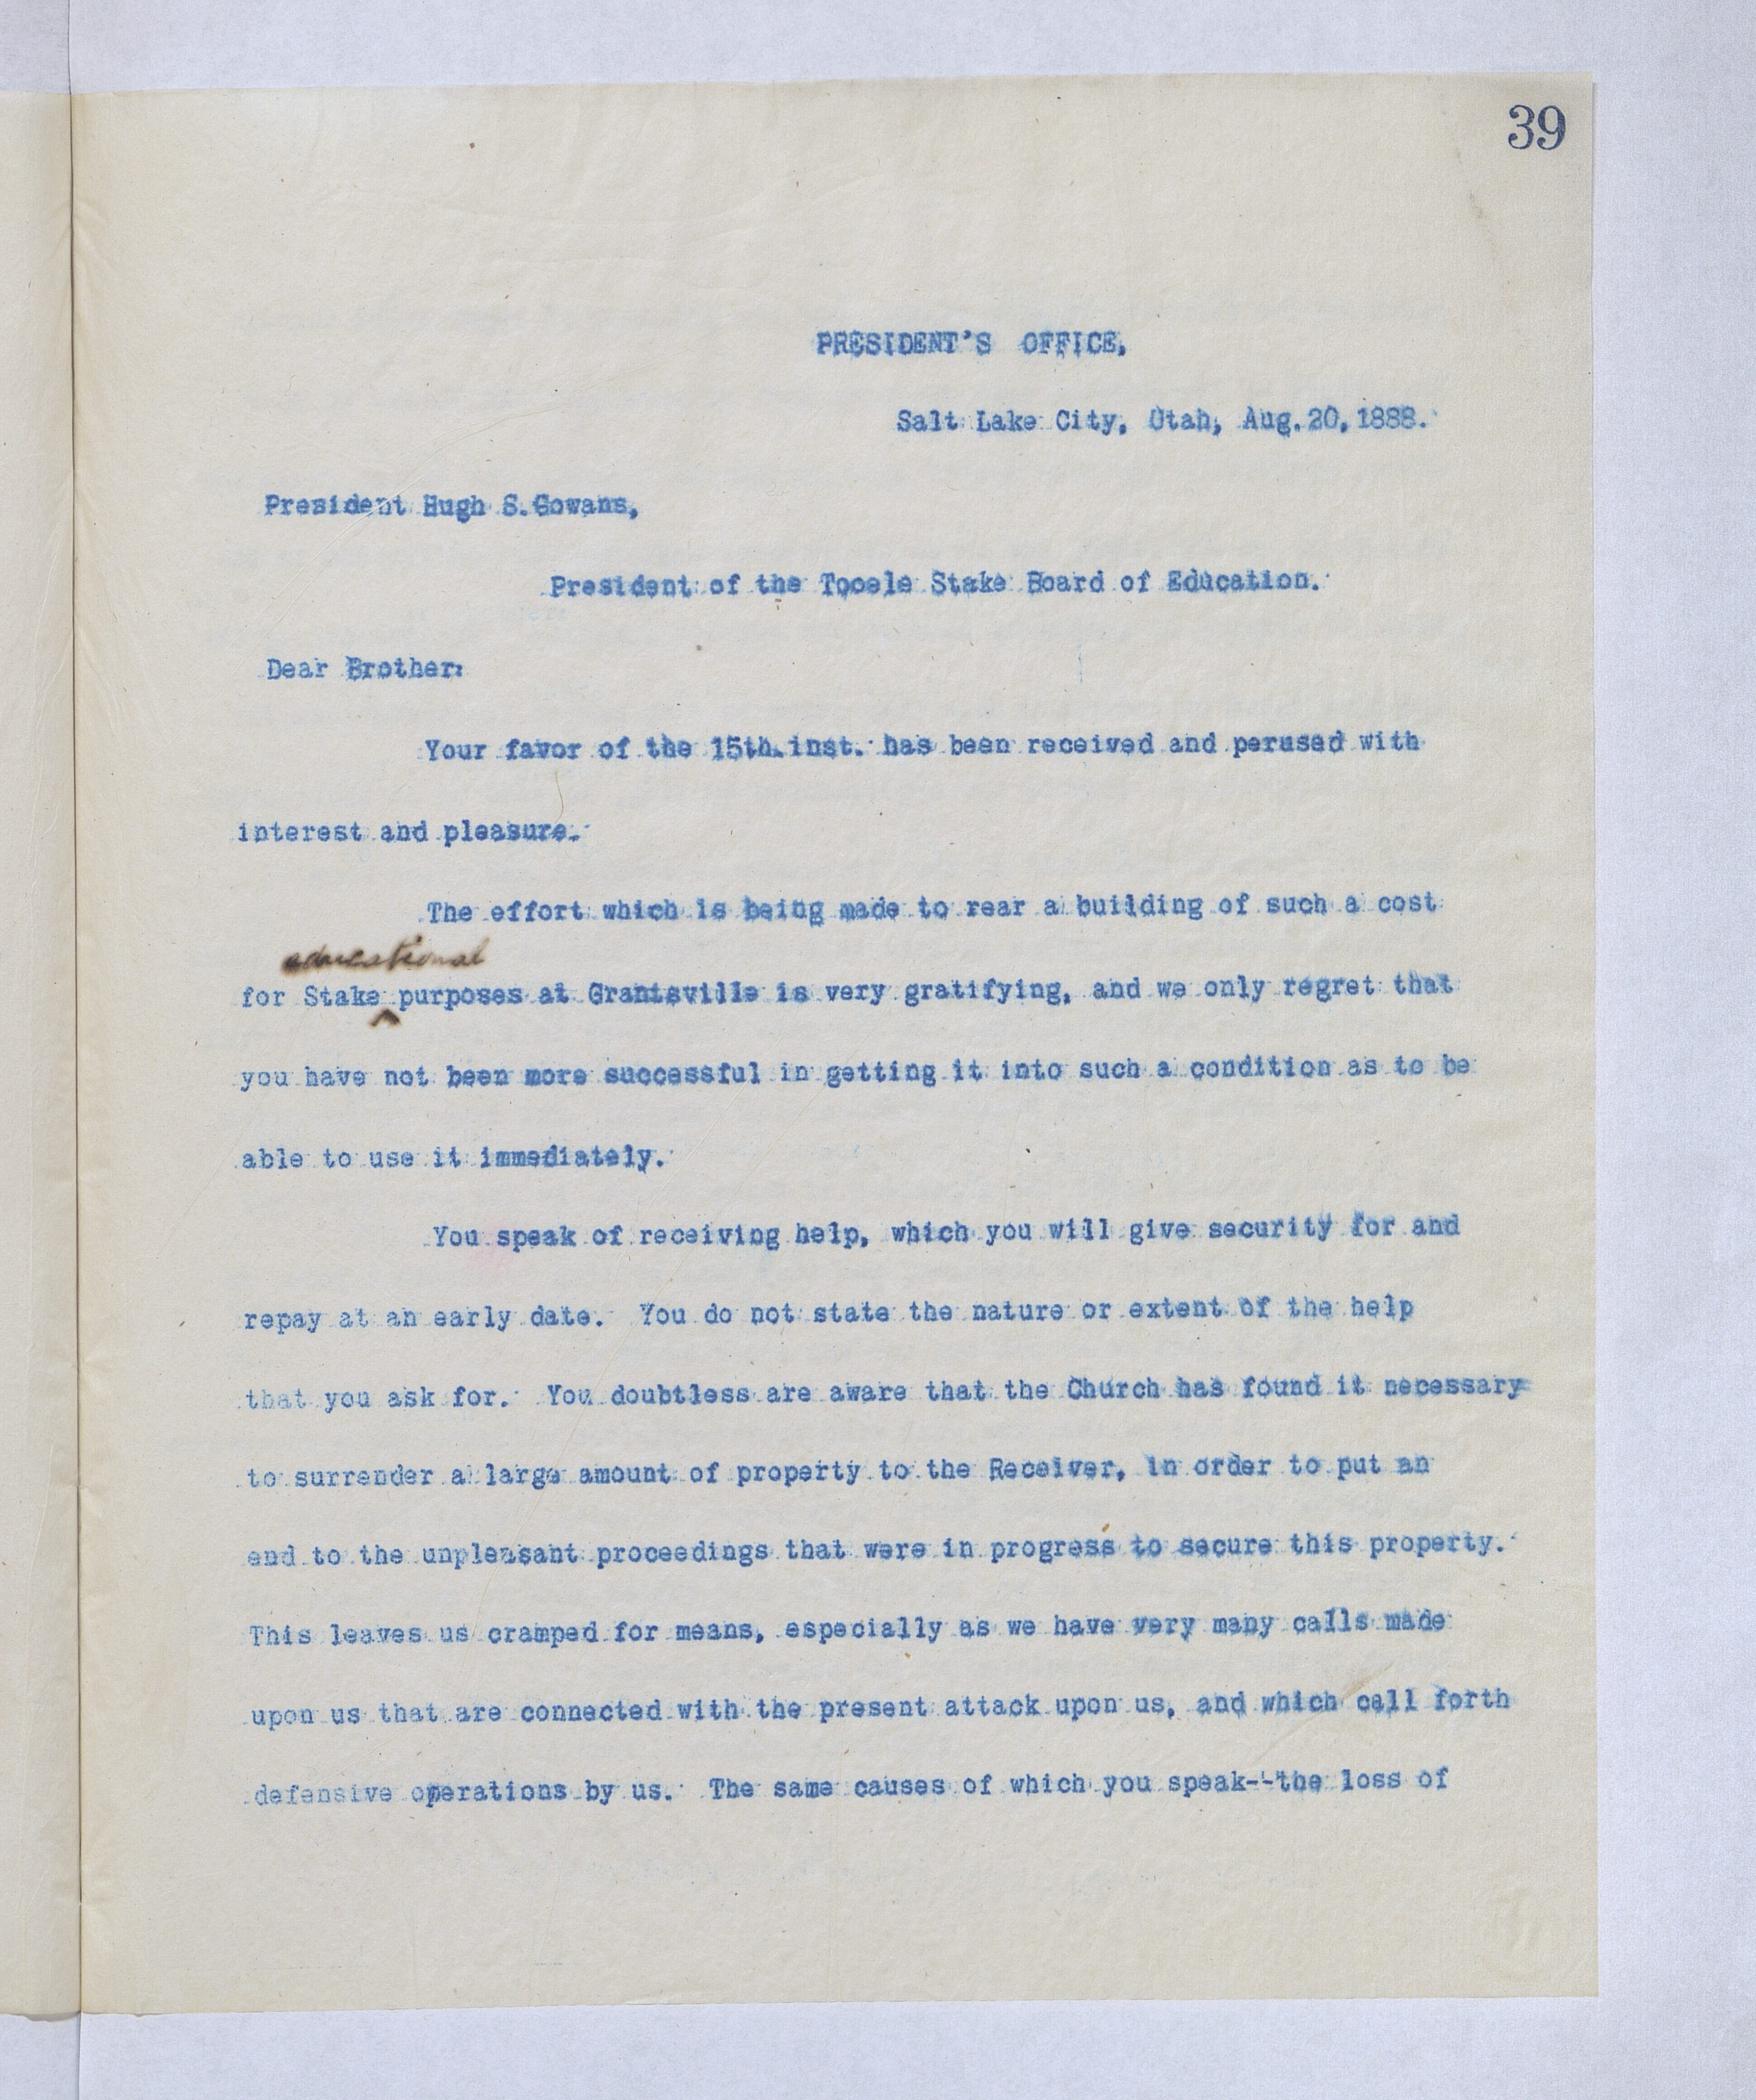 39
PRESIDENT'S OFFICE,
Salt Lake City, Utah, Aug. 20, 1888.
President Hugh S. Gowans,
President of the Tooele Stake Board of Education.
Dear Brother:
Your favor of the 15th. inst. has been received and perused with
interest and pleasure.
The effort which is being made to rear a building of such a cost
educational
for Stake ^ purposes at Grantsville is very gratifying, and we only regret that
you have not been more successful in getting it into such a condition as to be
able to use it immediately.
You speak of receiving help, which you will give security for and
repay at an early date. You do not state the nature or extent of the help
that you ask for. You doubtless are aware that the Church has found it necessary
to surrender a large amount of property to the Receiver, in order to put an
end to the unpleasant proceedings that were in progress to secure this property.
This leaves us cramped for means, especially as we have very many calls made
upon us that are connected with the present attack upon us, and which call forth
defensive operations by us. The same causes of which you speak--the loss of